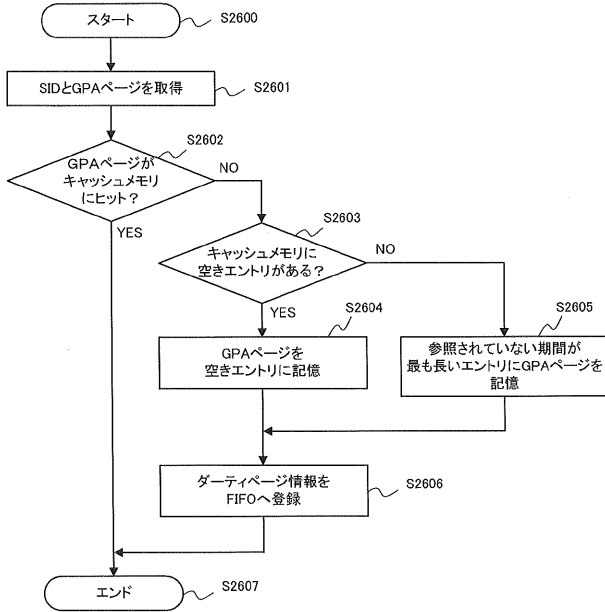 スタート
S2600
SIDとGPAページを取得
S2601
S2602
GPAページが
キャッシュメモリ
にヒット?
NO
YES
S2603
キャッシュメモリに
空きエントリがある?
NO
YES
S2604
GPAページを
空きエントリに記憶
S2605
参照されていない期間が
最も長いエントリにGPAページを
記憶
ダーティページ情報を
FIFOへ登録
S2606
エンド
S2607